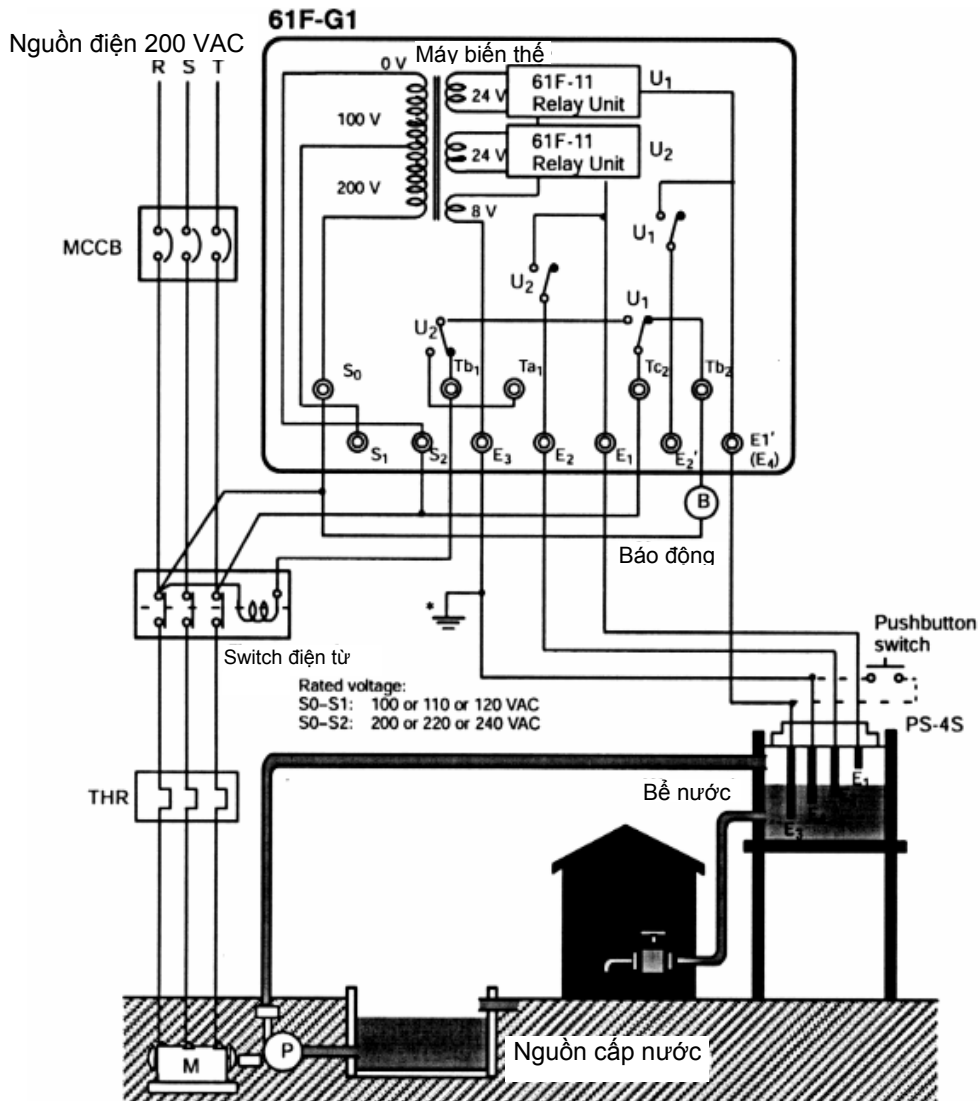 61F-G1
Nguồn điện 200 VAC
R S T
Máy biến thế
0 V
100 V
200 V
24 V
61F-11
Relay Unit
U1
24 V
61F-11
Relay Unit
U2
8 V
MCCB
U1
U2
U1
U2
S0
Tb1
Ta1
Tc2
Tb2
S1
S2
E3
E2
E1
E2'
E1'
(E4)
B
Báo động
*
Switch điện từ
Pushbutton
switch
Rated voltage:
S0–S1: 100 or 110 or 120 VAC
S0–S2: 200 or 220 or 240 VAC
PS-4S
THR
Bể nước
E1
E3
M
P
Nguồn cấp nước